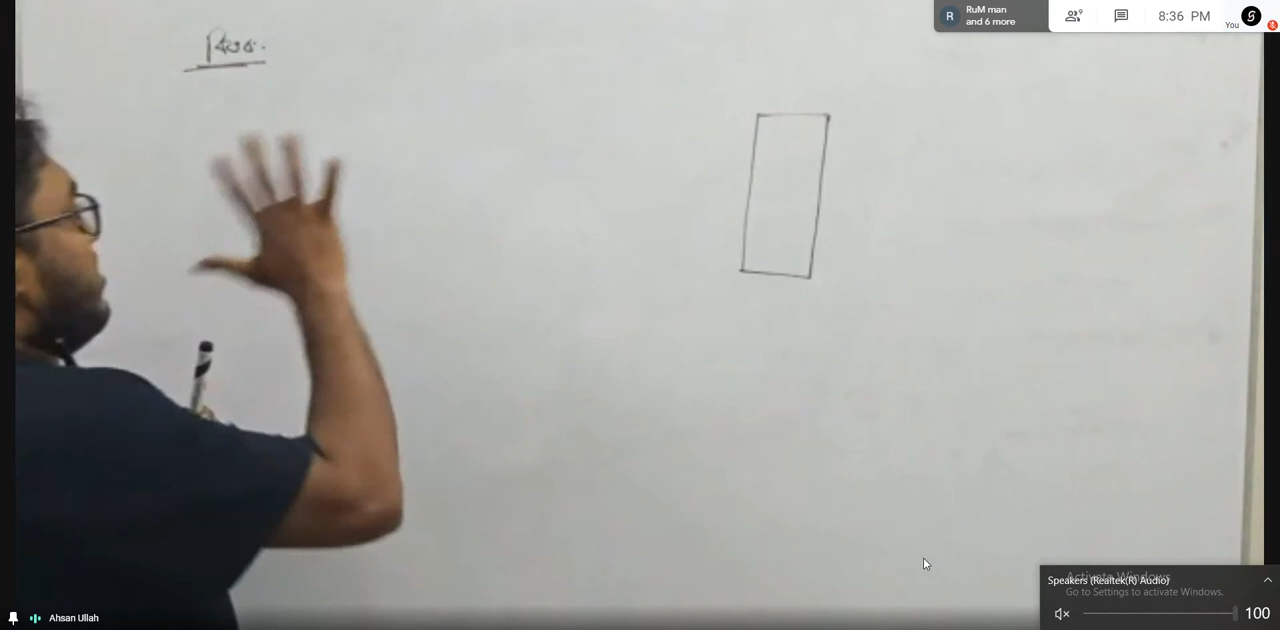 RuM man
and 6 more
9
8:36 PM
You
Activate Windows
Speakers (Realtek(R) Audio)
Go to Settings to activate Windows.
100
Ahsan Ullah